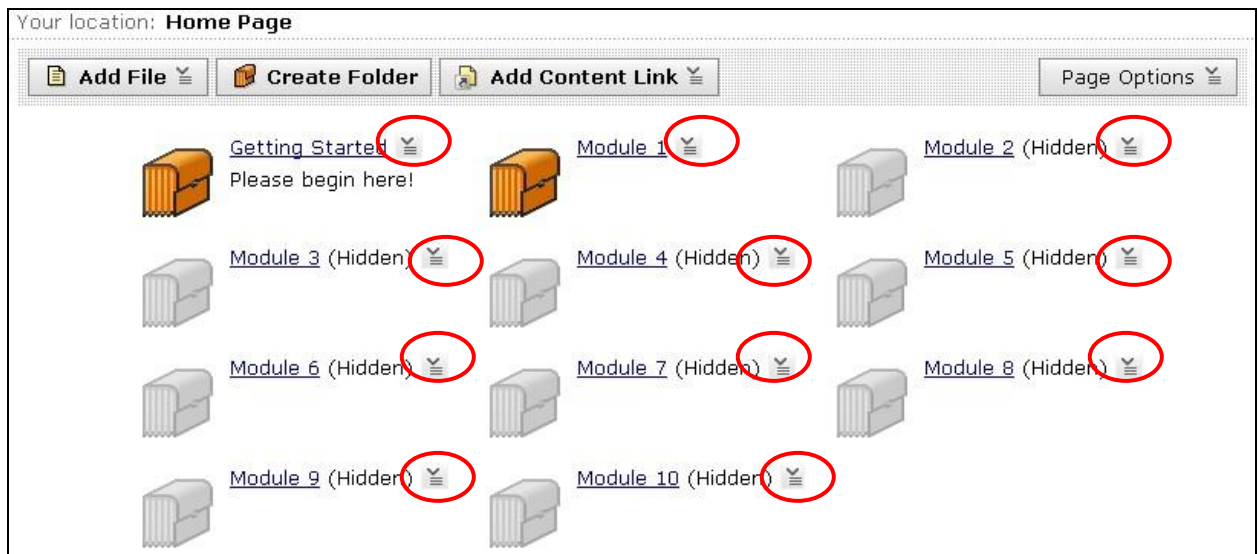 Your location: Home Page
Add File Create Folder Add Content Link Page Options
Getting Started Module 1 Module 2 (Hidden)
Please begin here!
Module 3 (Hidden) Module 4 (Hidden) Module 5 (Hidden)
Module 6 (Hidden) Module 7 (Hidden) Module 8 (Hidden)
Module 9 (Hidden) Module 10 (Hidden)